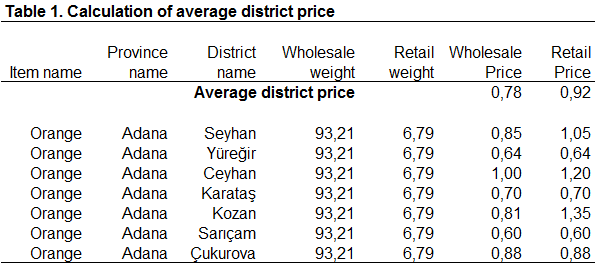 Table 1. Calculation of average district price
Province District Wholesale Retail Wholesale Retail
Item name name name weight weight Price Price
Average district price 0,78 0,92
Orange Adana Seyhan 93,21 6,79 0,85 1,05
Orange Adana Yüreğir 93,21 6,79 0,64 0,64
Orange Adana Ceyhan 93,21 6,79 1,00 1,20
Orange Adana Karataş 93,21 6,79 0,70 0,70
Orange Adana Kozan 93,21 6,79 0,81 1,35
Orange Adana Sarıçam 93,21 6,79 0,60 0,60
Orange Adana Çukurova 93,21 6,79 0,88 0,88